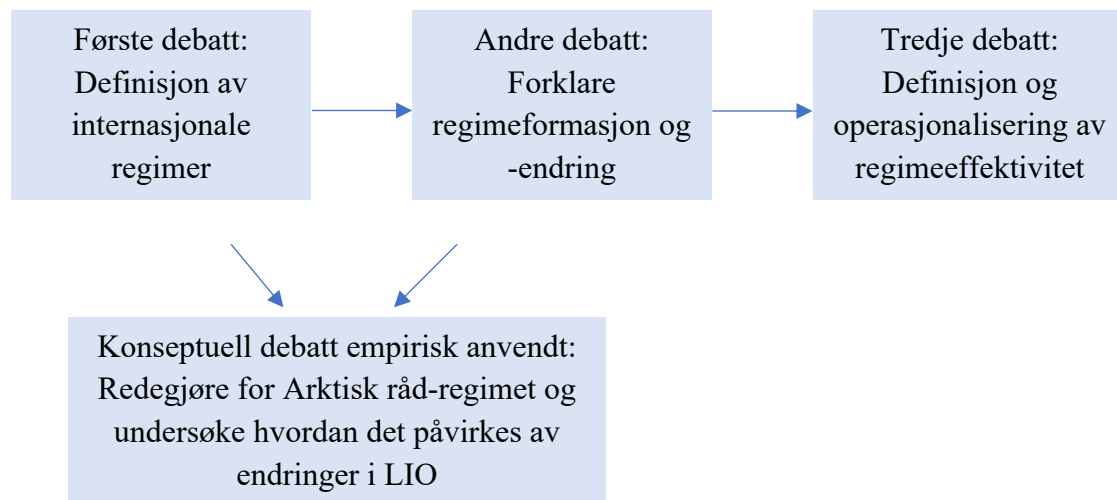 Første debatt:
Definisjon av
internasjonale
regimer
Andre debatt:
Forklare
regimeformasjon og
-endring
Tredje debatt:
Definisjon og
operasjonalisering av
regimeeffektivitet
Konseptuell debatt empirisk anvendt:
Redegjøre for Arktisk råd-regimet og
undersøke hvordan det påvirkes av
endringer i LIO